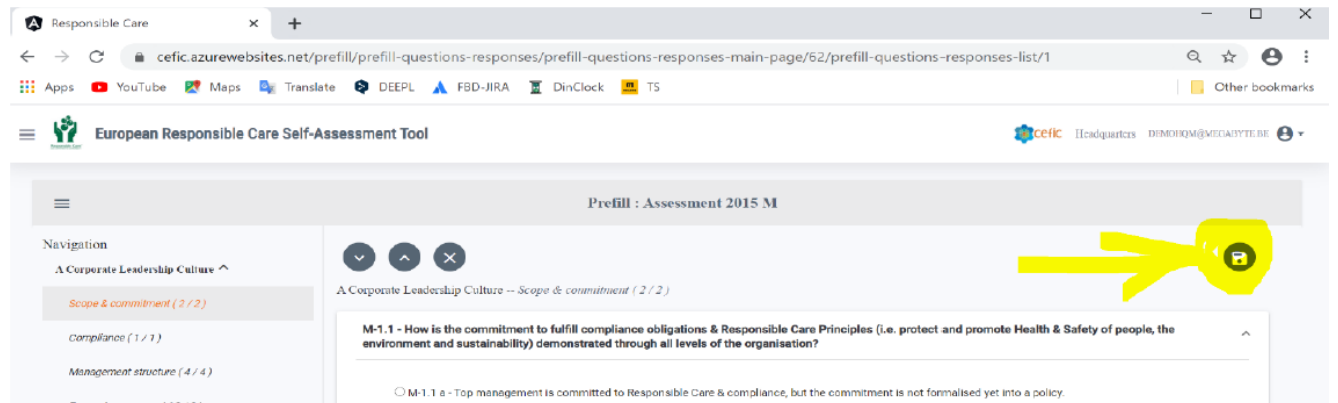 Responsible Care
cefic.azurewebsites.net/prefill/prefill-questions-responses/prefill-questions-responses-main-page/62/prefill-questions-responses-list/1
Apps YouTube Maps Translate DEEPL FBD-JIRA DinClock TS Other bookmarks
European Responsible Care Self-Assessment Tool cefic Headquarters DEMOHQM@MEGABYTE.BE
Prefill : Assessment 2015 M
Navigation
A Corporate Leadership Culture
Scope & commitment ( 2 / 2 )
A Corporate Leadership Culture -- Scope & commitment ( 2 / 2 )
M-1.1 - How is the commitment to fulfill compliance obligations & Responsible Care Principles (i.e. protect and promote Health & Safety of people, the
environment and sustainability) demonstrated through all levels of the organisation?
Compliance ( 1 / 1 )
Management structure ( 4 / 4 )
M-1.1 a - Top management is committed to Responsible Care & compliance, but the commitment is not formalised yet into a policy.